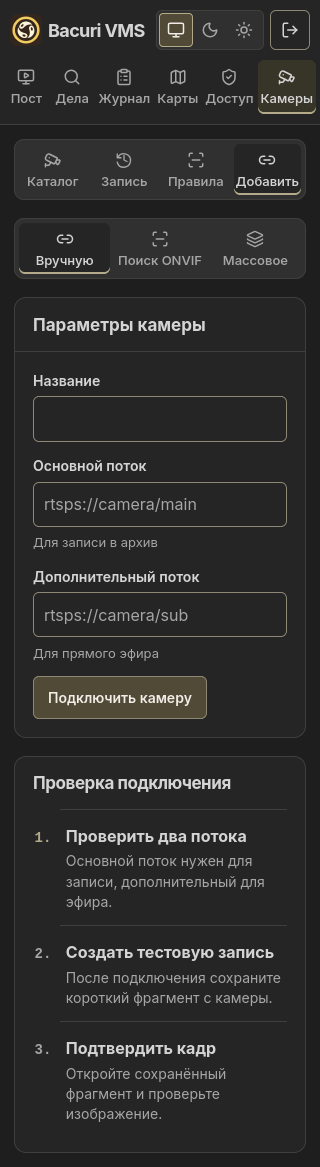 Bacuri VMS
Пост Дела Журнал Карты Доступ Камеры
Каталог Запись Правила Добавить
Вручную Поиск ONVIF Массовое
Параметры камеры
Название
Основной поток
rtsps://camera/main
Для записи в архив
Дополнительный поток
rtsps://camera/sub
Для прямого эфира
Подключить камеру
Проверка подключения
1. Проверить два потока
Основной поток нужен для
записи, дополнительный для
эфира.
2. Создать тестовую запись
После подключения сохраните
короткий фрагмент с камеры.
3. Подтвердить кадр
Откройте сохранённый
фрагмент и проверьте
изображение.